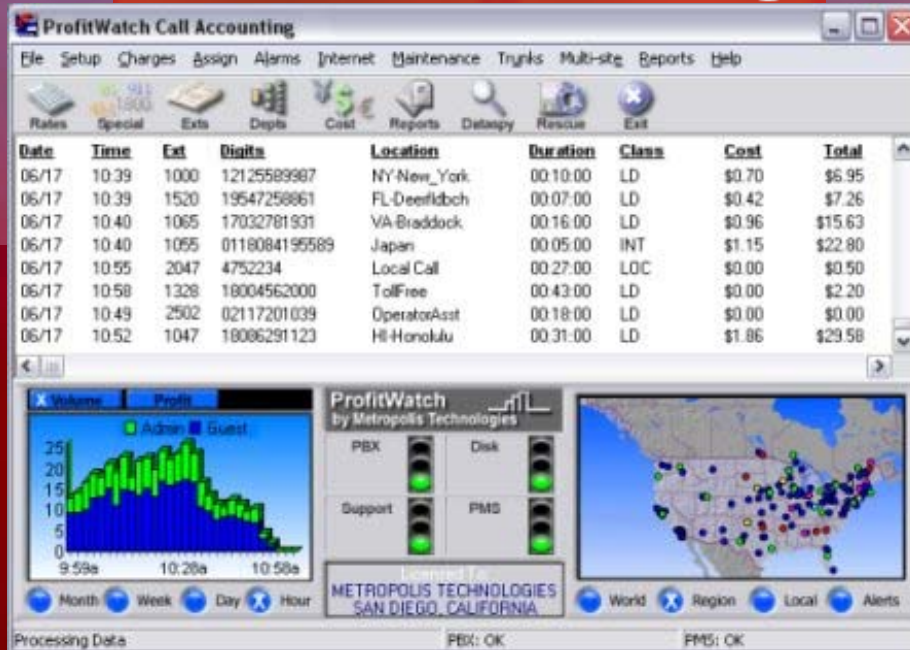 ProfitWatch Call Accounting
File Setup Charges Assign Alarms Internet Maintenance Trunks Multi-site Reports Help
Rates Special Exts Depts Cost Reports Dataspy Rescue Exit
Date Time Ext Digits Location Duration Class Cost Total
06/17 10:39 1000 12125589987 NY-New_York 00:10:00 LD $0.70 $6.95
06/17 10:39 1520 19547258861 FL-Deerfldbch 00:07:00 LD $0.42 $7.26
06/17 10:40 1065 17032781931 VA-Braddock 00:16:00 LD $0.96 $15.63
06/17 10:40 1055 0118084195589 Japan 00:05:00 INT $1.15 $22.80
06/17 10:55 2047 4752234 Local Call 00:27:00 LOC $0.00 $0.50
06/17 10:58 1328 18004562000 TollFree 00:43:00 LD $0.00 $2.20
06/17 10:49 2502 02117201039 OperatorAsst 00:18:00 LD $0.00 $0.00
06/17 10:52 1047 18086291123 HI-Honolulu 00:31:00 LD $1.86 $29.58
X Volume Profit
Admin Guest
25
20
15
10
5
0
9:59a 10:28a 10:58a
Month Week Day X Hour
ProfitWatch
by Metropolis Technologies
PBX Disk
Support PMS
Licensed To:
METROPOLIS TECHNOLOGIES
SAN DIEGO, CALIFORNIA
World X Region Local Alerts
Processing Data PBX: OK PMS: OK